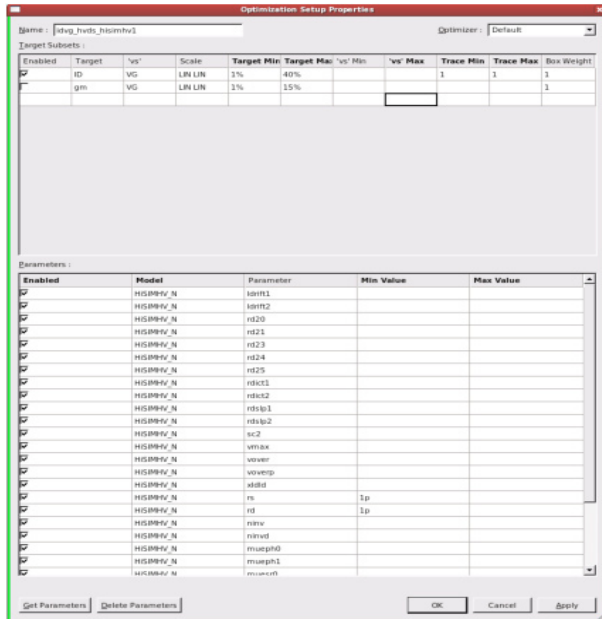 Optimization Setup Properties
Name : idvg_hvds_hisimhv1 Optimizer : Default
Target Subsets :
Enabled Target 'vs' Scale Target Min Target Max 'vs' Min 'vs' Max Trace Min Trace Max Box Weight
ID VG LIN LIN 1% 40% 1 1 1
gm VG LIN LIN 1% 15% 1
Parameters :
Enabled Model Parameter Min Value Max Value
HiSIMHV_N ldrift1
HiSIMHV_N ldrift2
HiSIMHV_N rd20
HiSIMHV_N rd21
HiSIMHV_N rd23
HiSIMHV_N rd24
HiSIMHV_N rd25
HiSIMHV_N rdict1
HiSIMHV_N rdict2
HiSIMHV_N rdslp1
HiSIMHV_N rdslp2
HiSIMHV_N sc2
HiSIMHV_N vmax
HiSIMHV_N vover
HiSIMHV_N voverp
HiSIMHV_N xldld
HiSIMHV_N rs 1p
HiSIMHV_N rd 1p
HiSIMHV_N ninv
HiSIMHV_N ninvd
HiSIMHV_N mueph0
HiSIMHV_N mueph1
HiSIMHV_N muesr0
Get Parameters Delete Parameters OK Cancel Apply